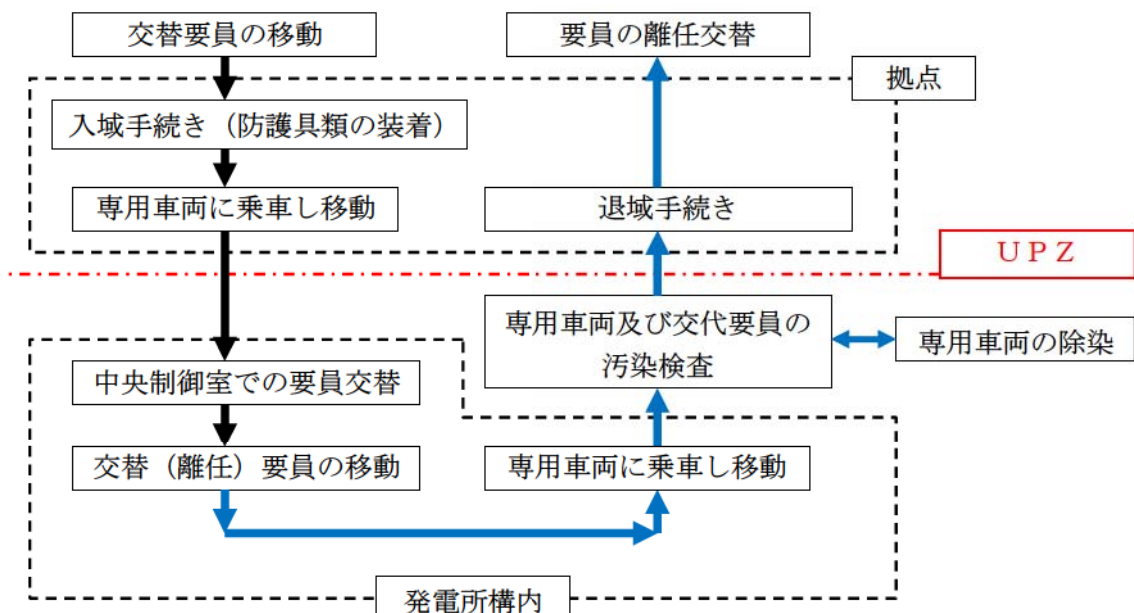 交替要員の移動
要員の離任交替
拠点
入域手続き（防護具類の装着）
専用車両に乗車し移動
退域手続き
ＵＰＺ
専用車両及び交代要員の
汚染検査
専用車両の除染
中央制御室での要員交替
交替（離任）要員の移動
専用車両に乗車し移動
発電所構内